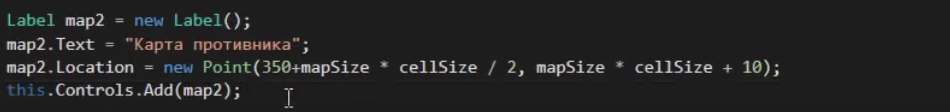 Label map2 = new Label();
map2.Text = "Карта противника";
map2.Location = new Point(350+mapSize * cellSize / 2, mapSize * cellSize + 10);
this.Controls.Add(map2);